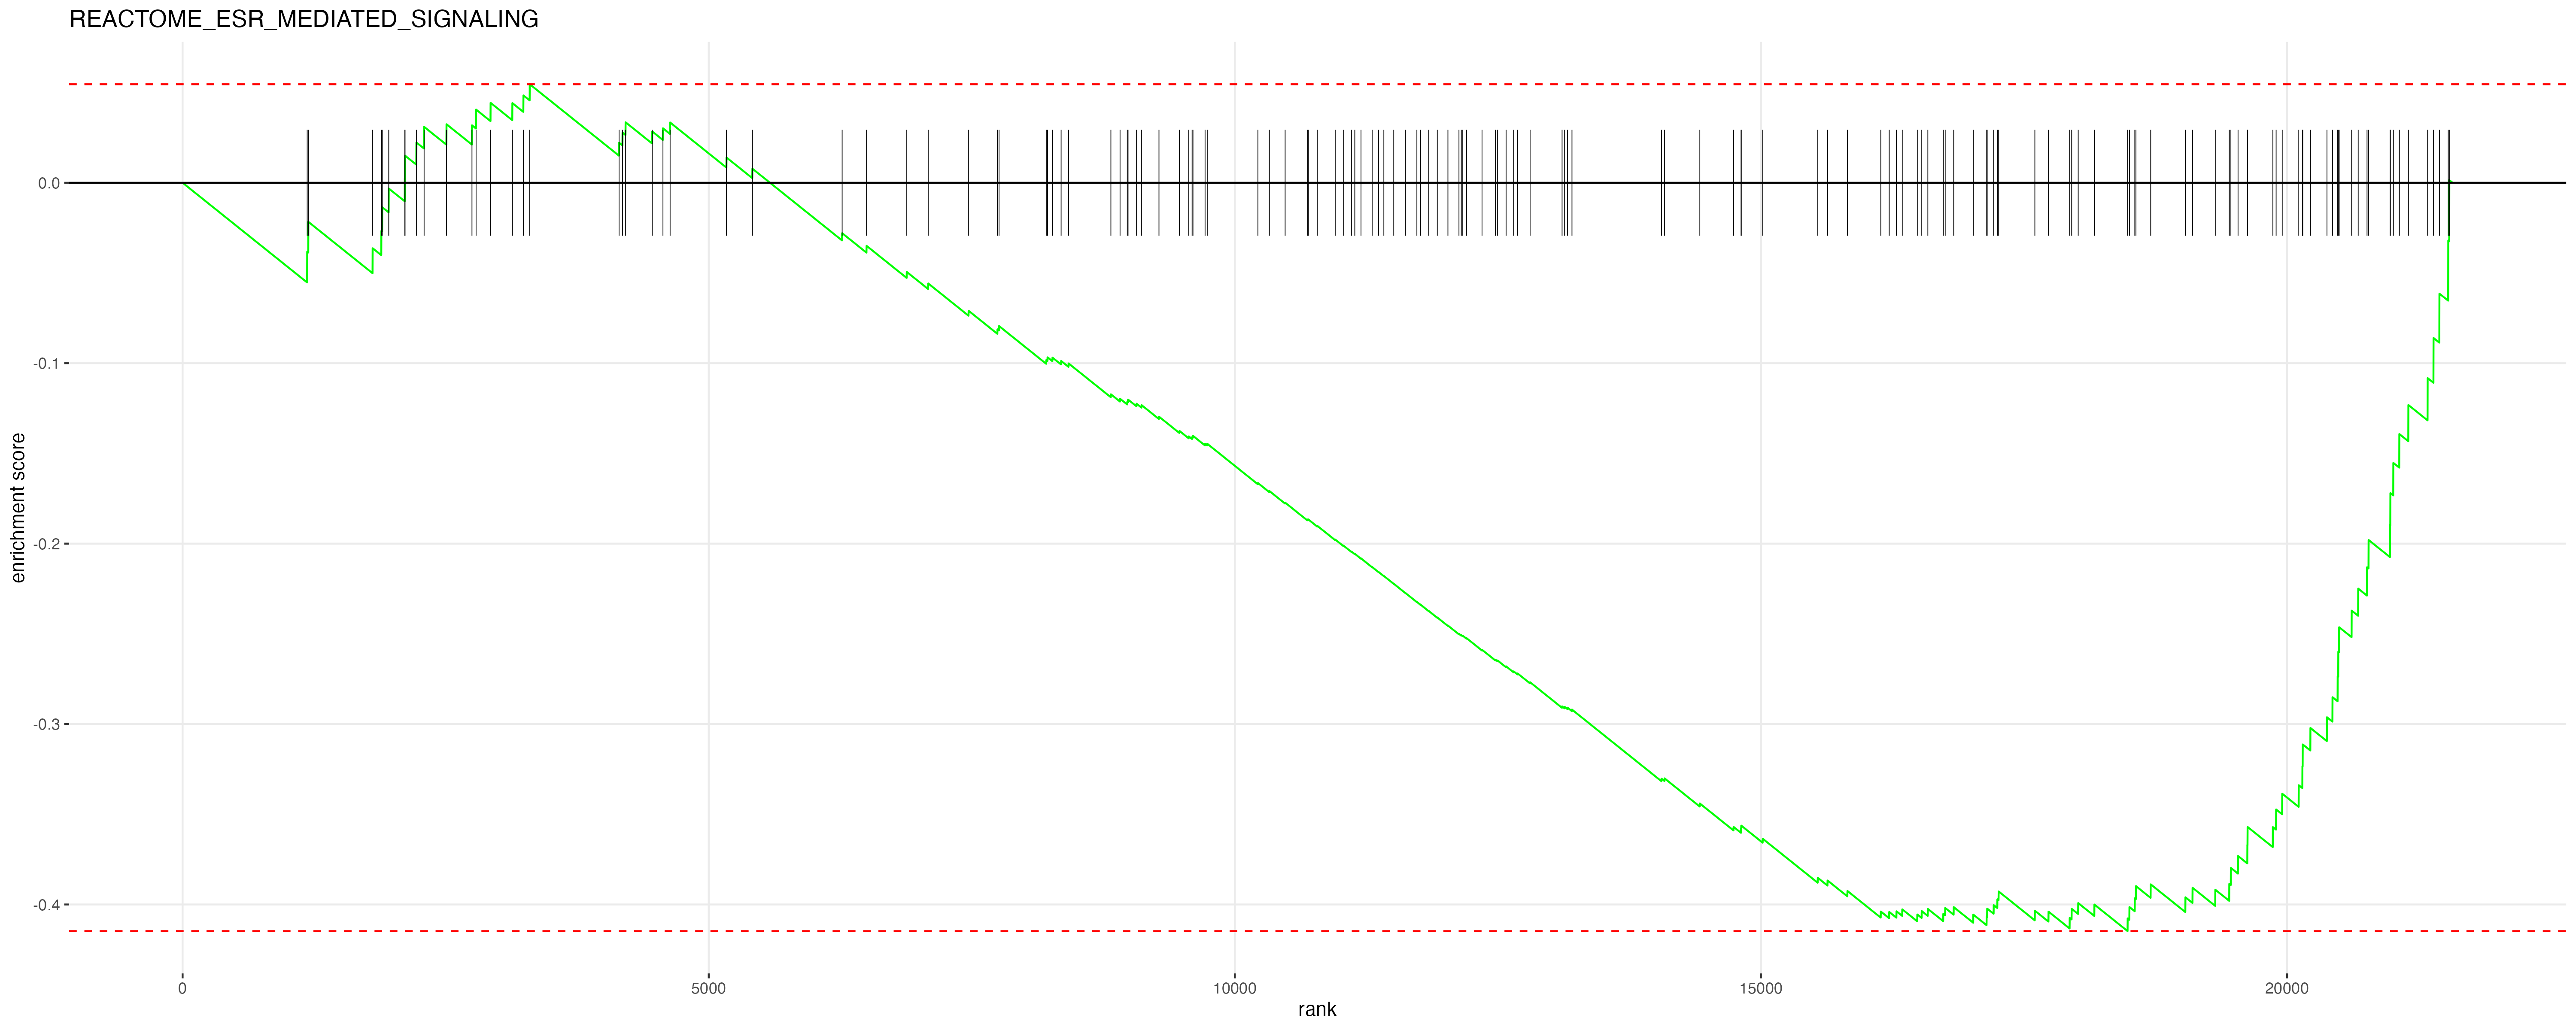 REACTOME_ESR_MEDIATED_SIGNALING
enrichment score
0.0
-0.1
-0.2
-0.3
-0.4
0 5000 10000 15000 20000
rank